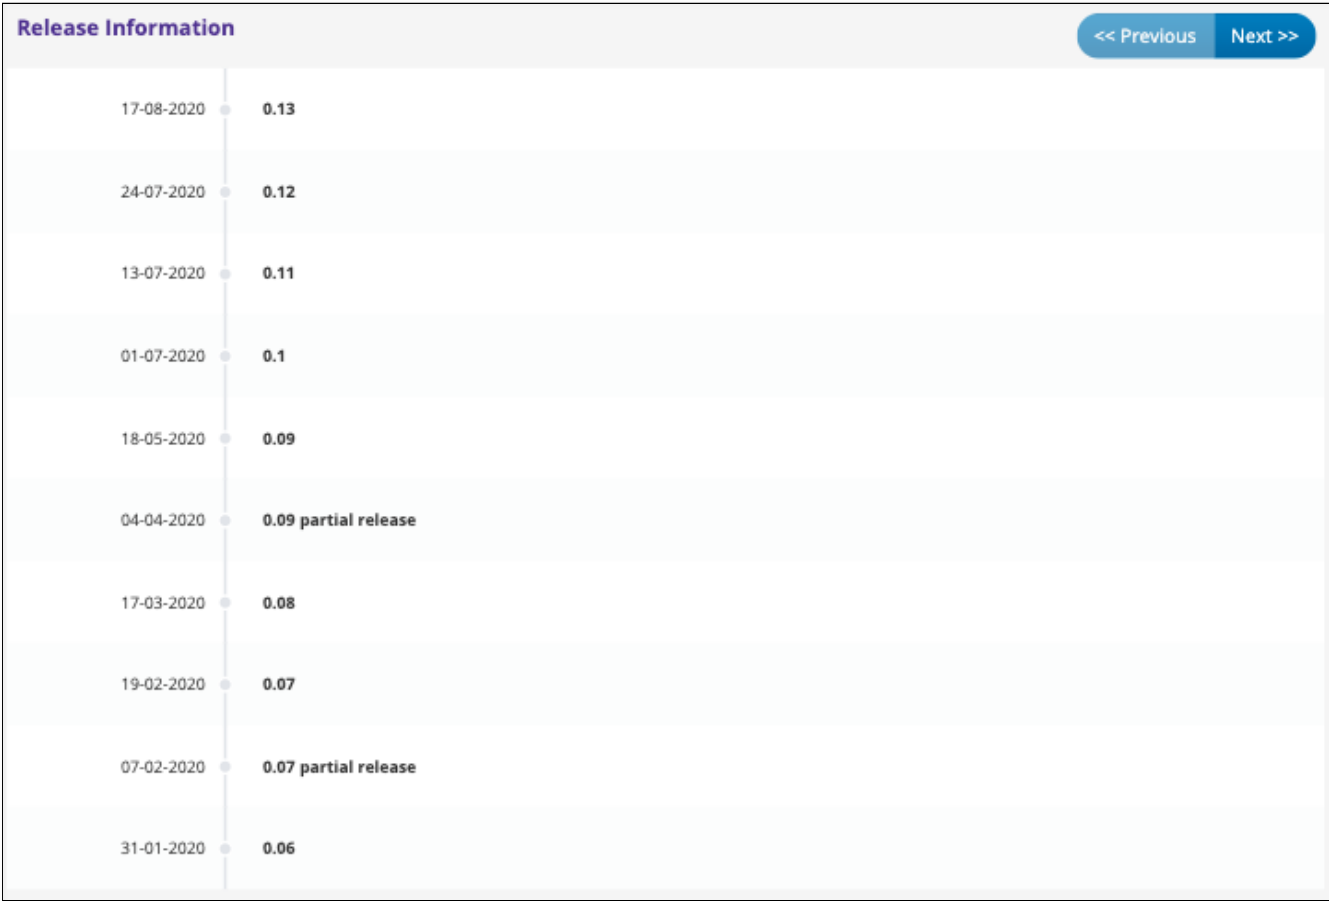 Release Information
<< Previous Next >>
17-08-2020 0.13
24-07-2020 0.12
13-07-2020 0.11
01-07-2020 0.1
18-05-2020 0.09
04-04-2020 0.09 partial release
17-03-2020 0.08
19-02-2020 0.07
07-02-2020 0.07 partial release
31-01-2020 0.06